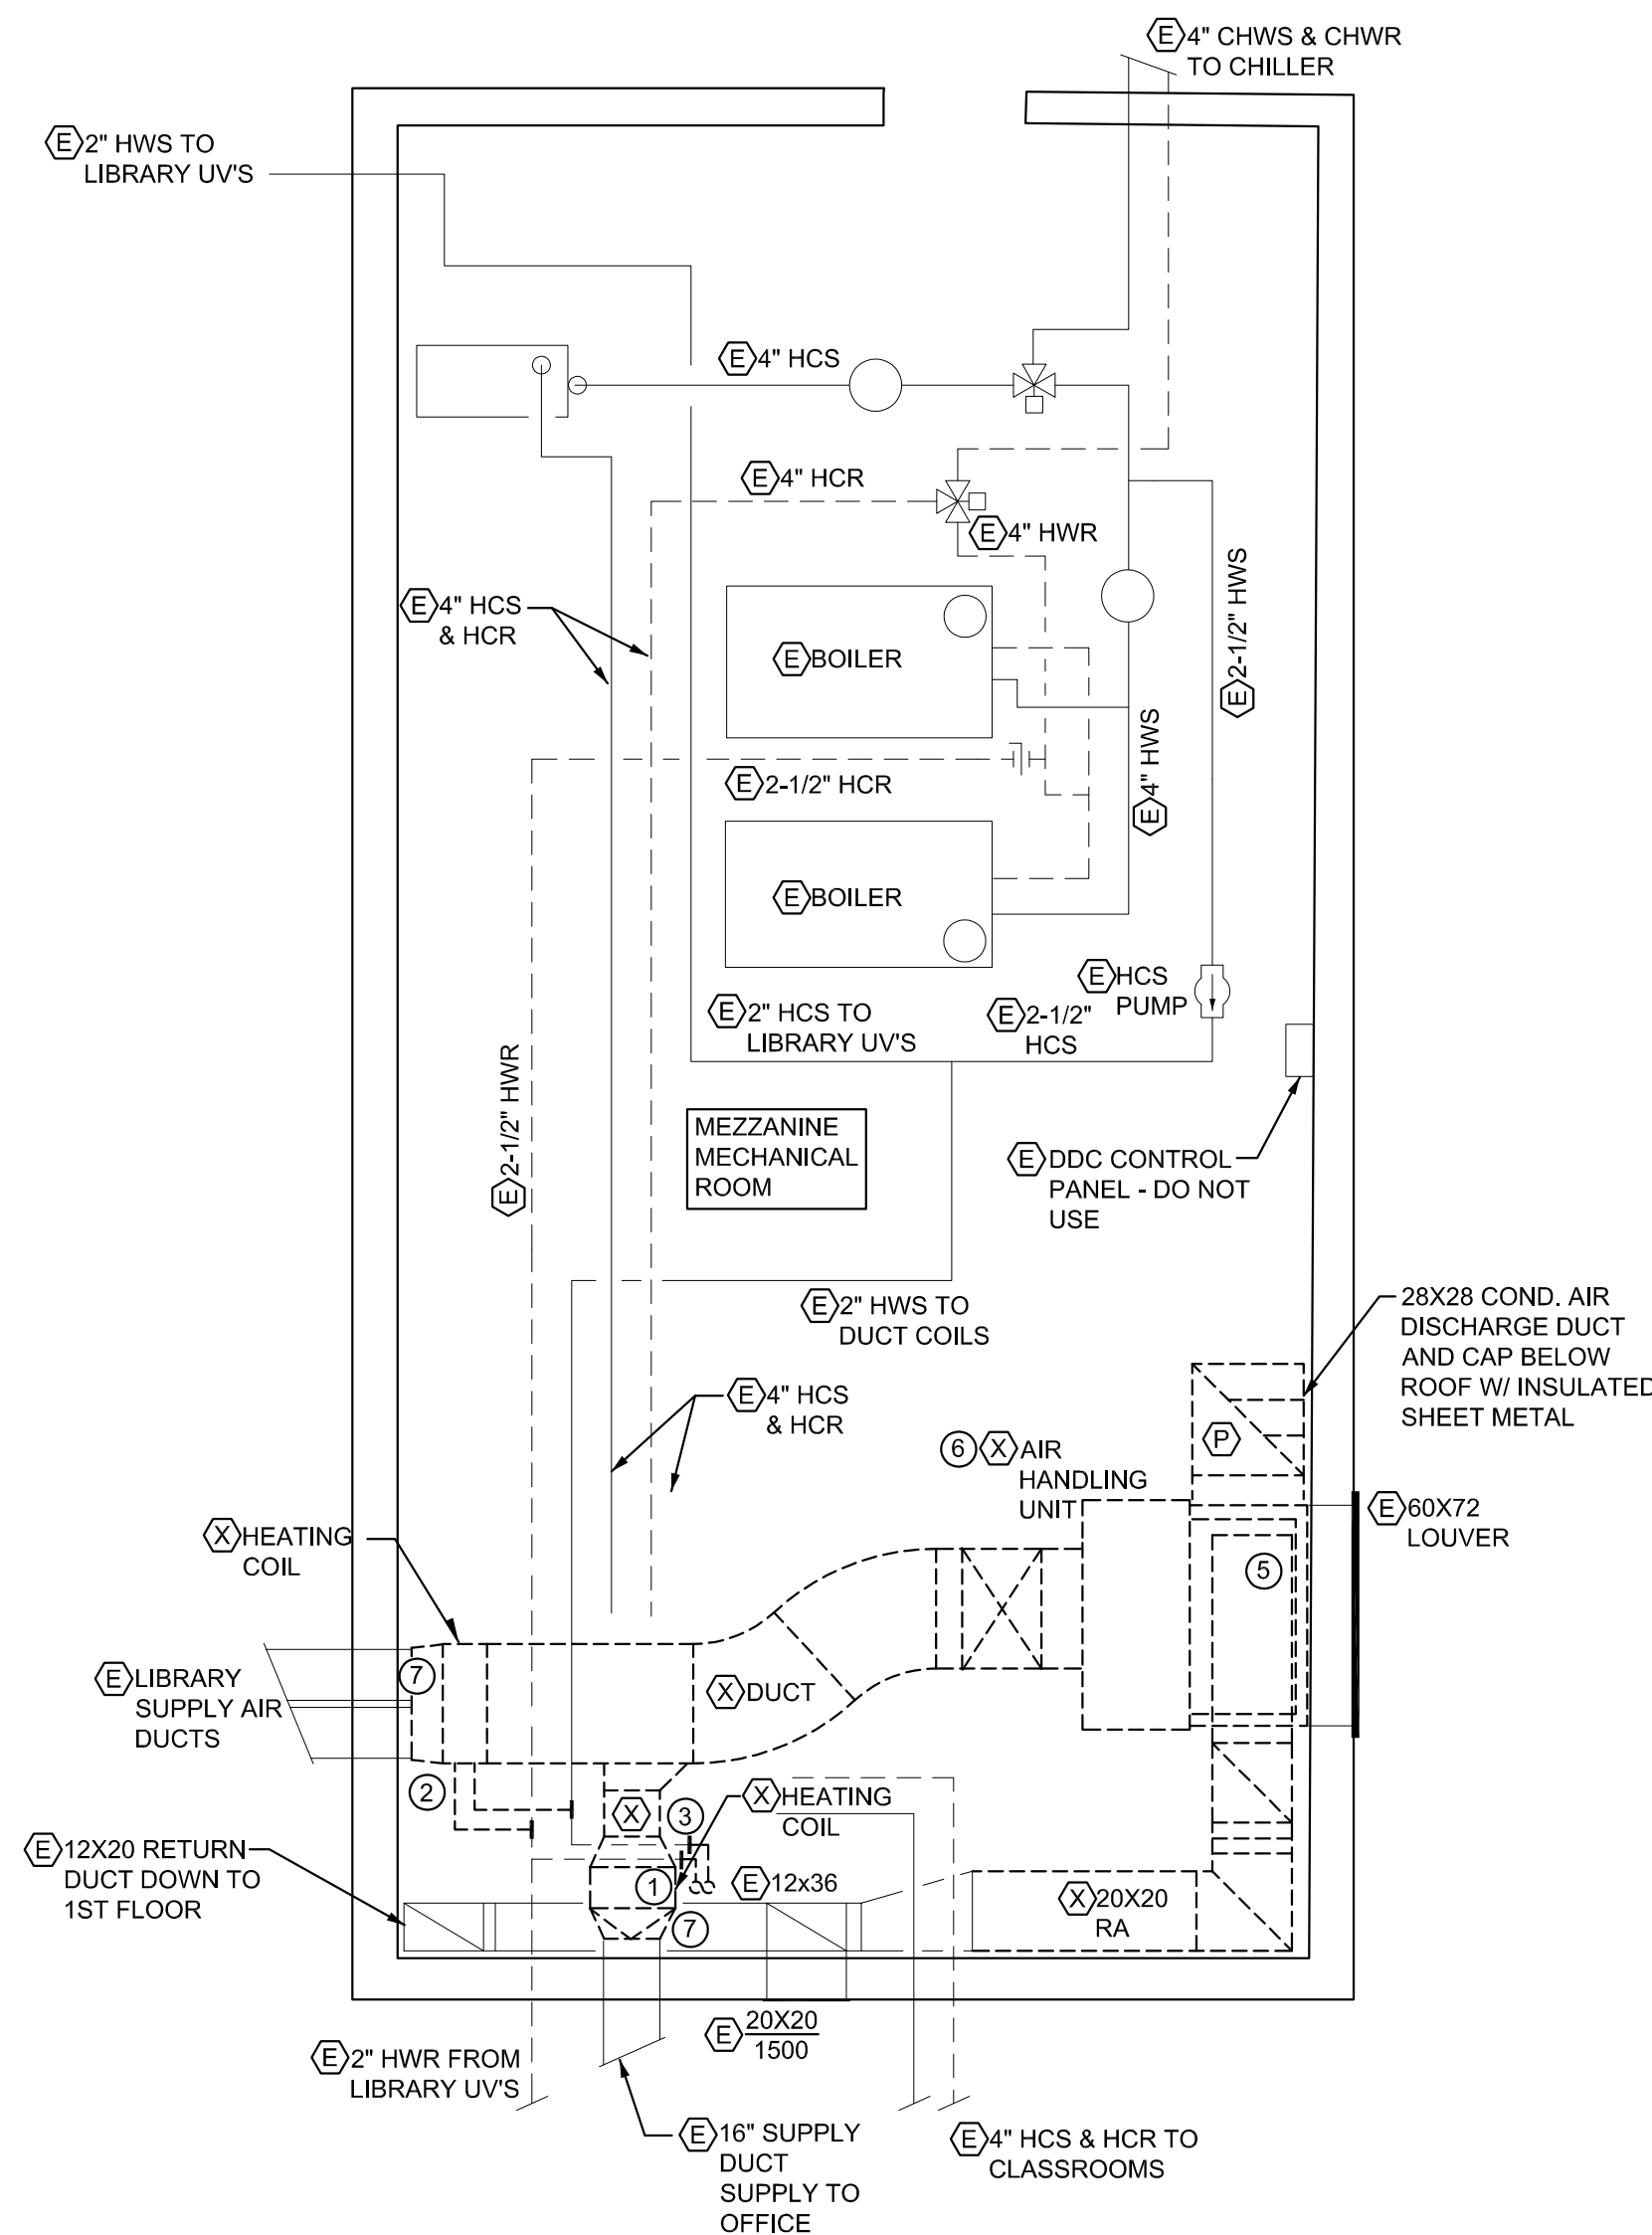 E 4" CHWS & CHWR
TO CHILLER
E 2" HWS TO
LIBRARY UV'S
E 4" HCS
E 4" HCR
E 4" HWR
E 4" HCS
& HCR
E 2-1/2" HWS
E BOILER
E 4" HWS
E 2-1/2" HCR
E BOILER
E HCS
PUMP
E 2" HCS TO
LIBRARY UV'S
E 2-1/2"
HCS
E 2-1/2" HWR
MEZZANINE
MECHANICAL
ROOM
E DDC CONTROL
PANEL - DO NOT
USE
E 2" HWS TO
DUCT COILS
28X28 COND. AIR
DISCHARGE DUCT
AND CAP BELOW
ROOF W/ INSULATED
SHEET METAL
E 4" HCS
& HCR
P
6 X AIR
HANDLING
UNIT
E 60X72
LOUVER
X HEATING
COIL
5
E LIBRARY
SUPPLY AIR
DUCTS
7
X DUCT
2
X
3
X HEATING
COIL
E 12X20 RETURN
DUCT DOWN TO
1ST FLOOR
1
E 12x36
X 20X20
RA
7
E 20X20
1500
E 2" HWR FROM
LIBRARY UV'S
E 16" SUPPLY
DUCT
SUPPLY TO
OFFICE
E 4" HCS & HCR TO
CLASSROOMS